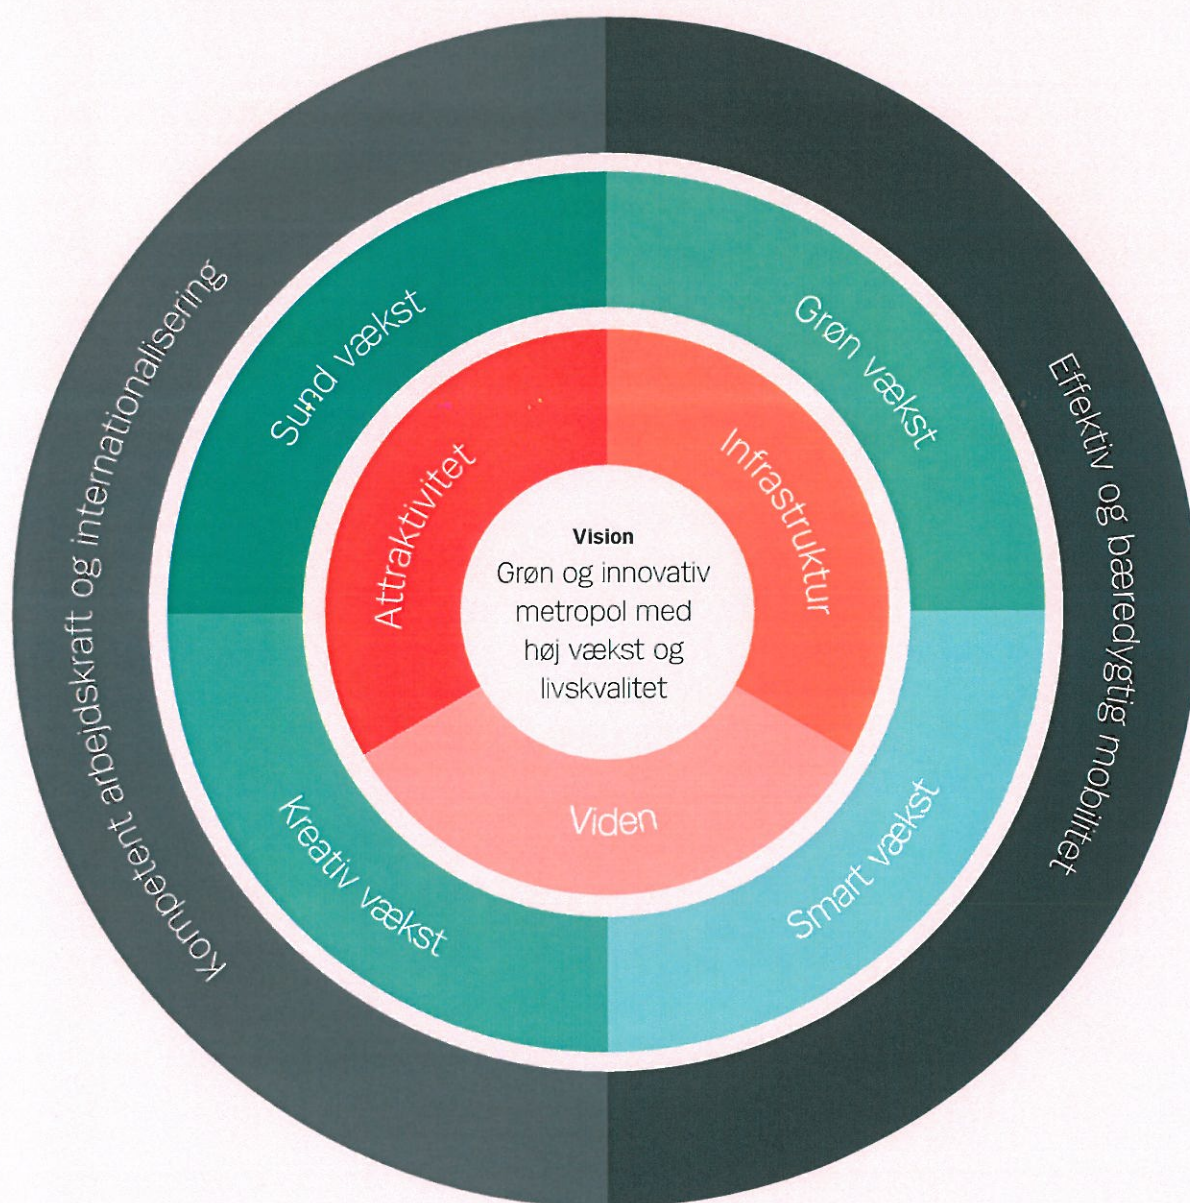 Vision
Grøn og innovativ
metropol med
høj vækst og
livskvalitet
Attraktivitet
Infrastruktur
Viden
Sund vækst
Grøn vækst
Kreativ vækst
Smart vækst
Kompetent arbejdskraft og internationalisering
Effektiv og bæredygtig mobilitet